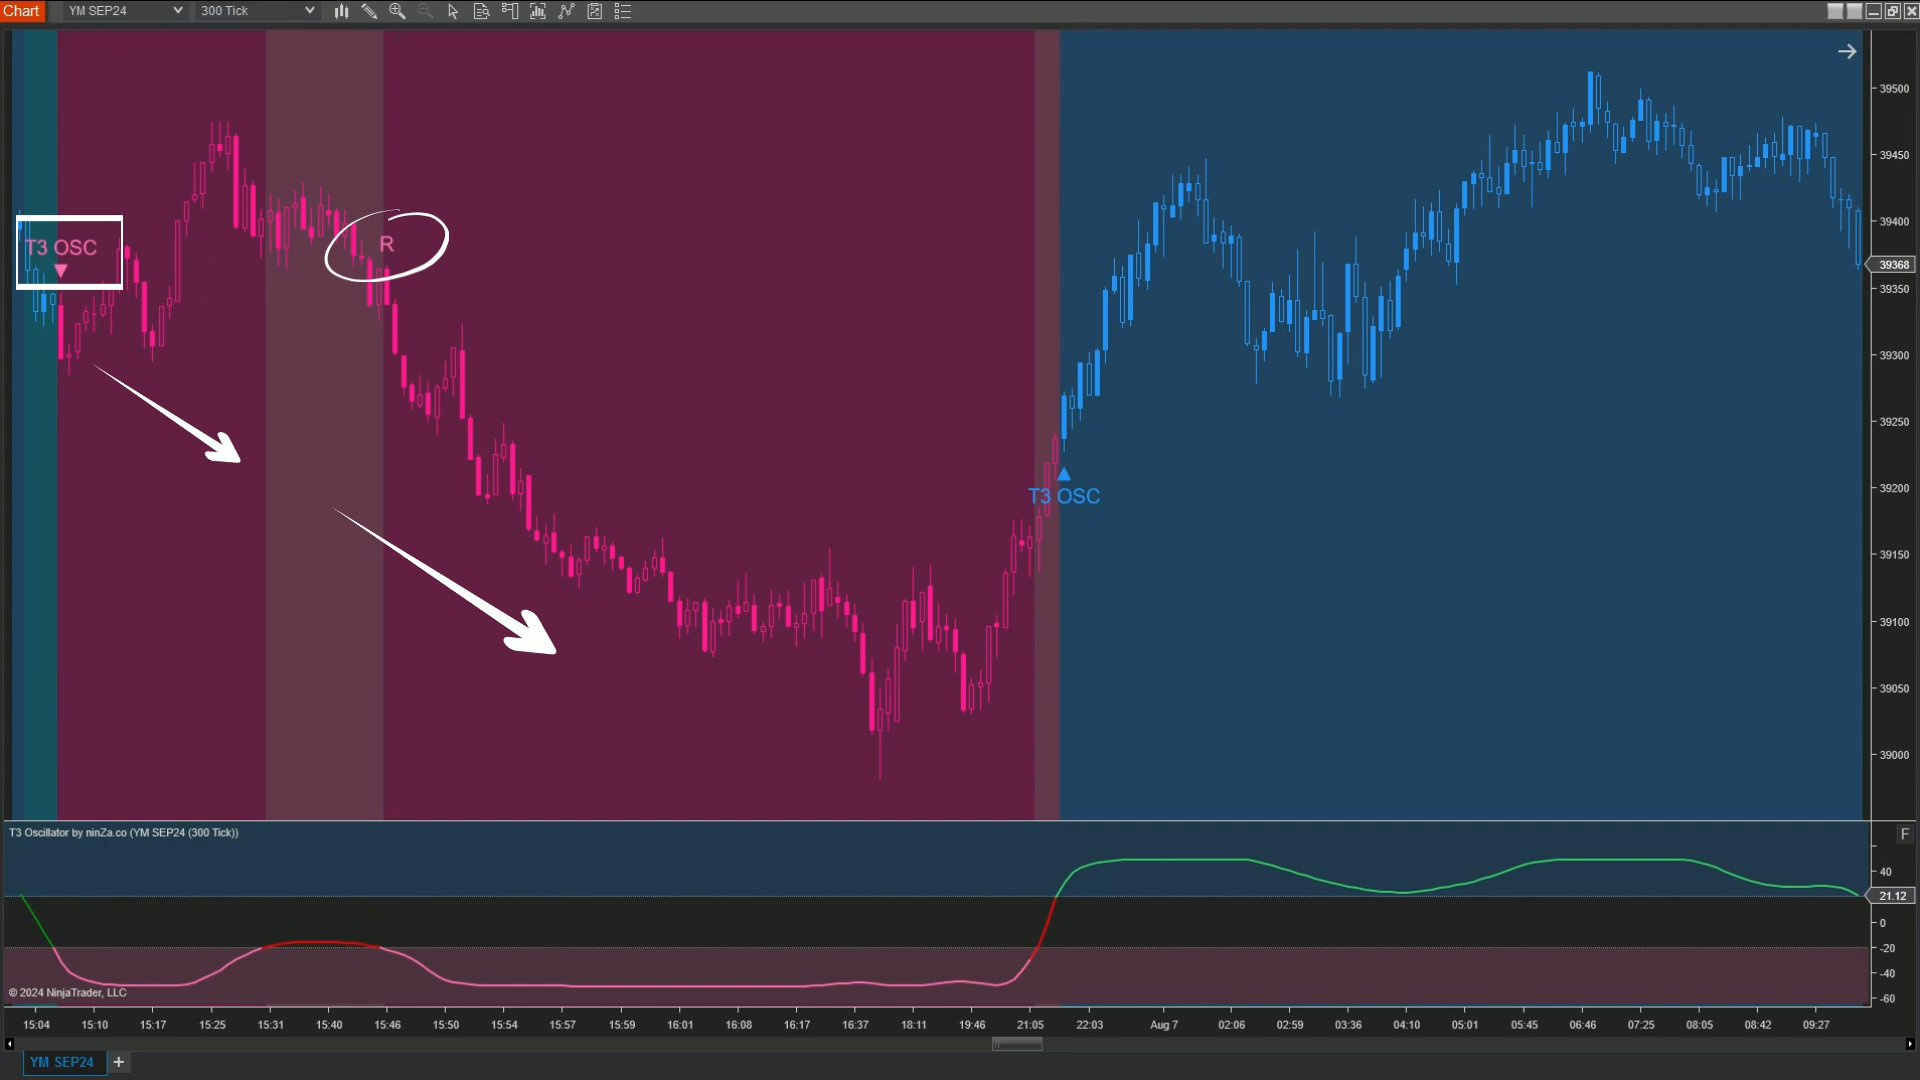 Chart YM SEP24 300 Tick
39500
39450
39400
T3 OSC
R
39368
39350
39300
39250
T3 OSC
39200
39150
39100
39050
39000
T3 Oscillator by ninZa.co (YM SEP24 (300 Tick))
F
40
21.12
0
-20
-40
© 2024 NinjaTrader, LLC
-60
15:04 15:10 15:17 15:25 15:31 15:40 15:46 15:50 15:54 15:57 15:59 16:01 16:08 16:17 16:37 18:11 19:46 21:05 22:03 Aug 7 02:06 02:59 03:36 04:10 05:01 05:45 06:46 07:25 08:05 08:42 09:27
YM SEP24 +